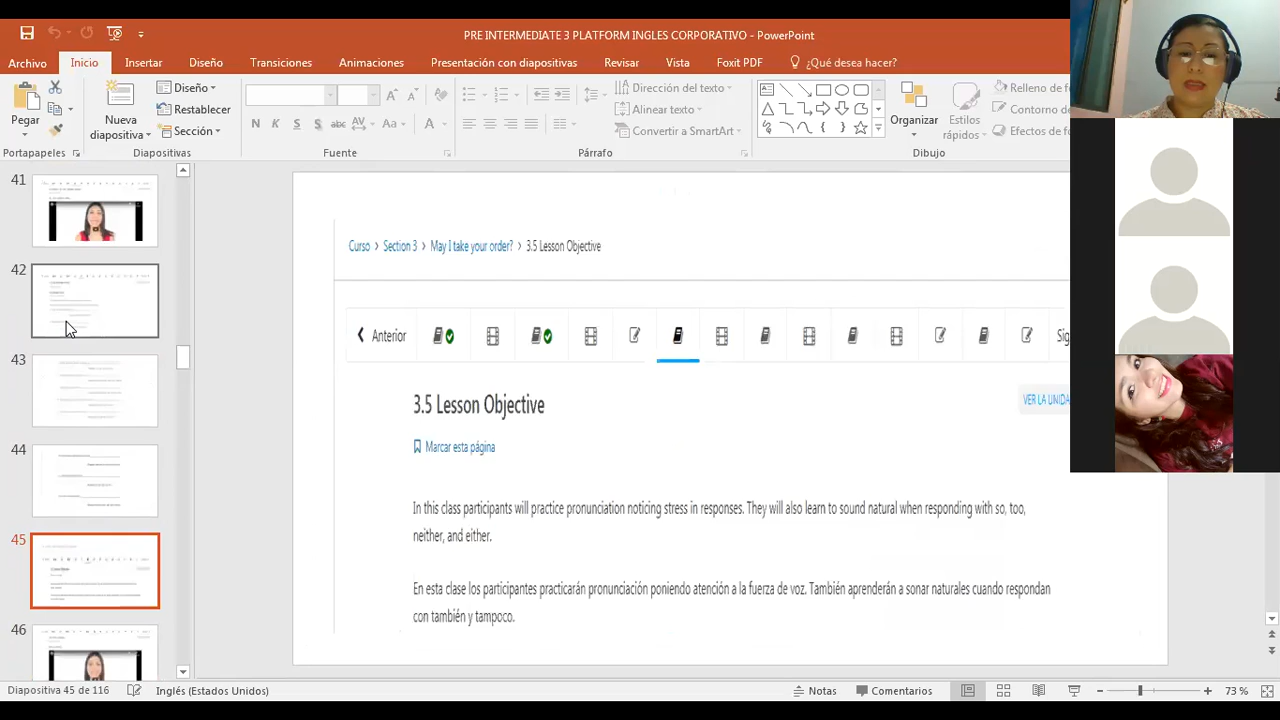 PRE INTERMEDIATE 3 PLATFORM INGLES CORPORATIVO - PowerPoint
Archivo Inicio Insertar Diseño Transiciones Animaciones Presentación con diapositivas Revisar Vista Foxit PDF ¿Qué desea hacer?
Pegar
Nueva diapositiva
Diseño
Restablecer
Sección
N K S S abc AV Aa A
Dirección del texto
Alinear texto
Convertir a SmartArt
Organizar
Estilos rápidos
Relleno de
Contorno d
Efectos de
Portapapeles Diapositivas Fuente Párrafo Dibujo
41
42
43
44
45
46
Curso > Section 3 > May I take your order? > 3.5 Lesson Objective
Anterior
3.5 Lesson Objective
VER LA UNIDA
Marcar esta página
In this class participants will practice pronunciation noticing stress in responses. They will also learn to sound natural when responding with so, too,
neither, and either.
En esta clase los participantes practicarán pronunciación poniendo atención a la fuerza de voz. También aprenderán a sonar naturales cuando respondan
con también y tampoco.
Diapositiva 45 de 116 Inglés (Estados Unidos) Notas Comentarios 73 %